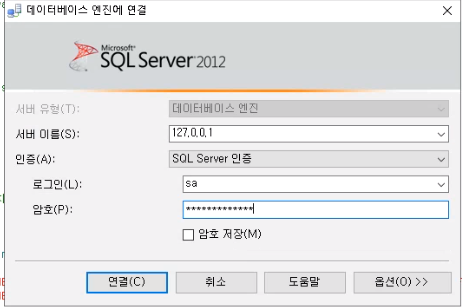 데이터베이스 엔진에 연결
Microsoft
SQL Server 2012
서버 유형(T): 데이터베이스 엔진
서버 이름(S): 127.0.0.1
인증(A): SQL Server 인증
로그인(L): sa
암호(P): *************
암호 저장(M)
연결(C) 취소 도움말 옵션(O) >>